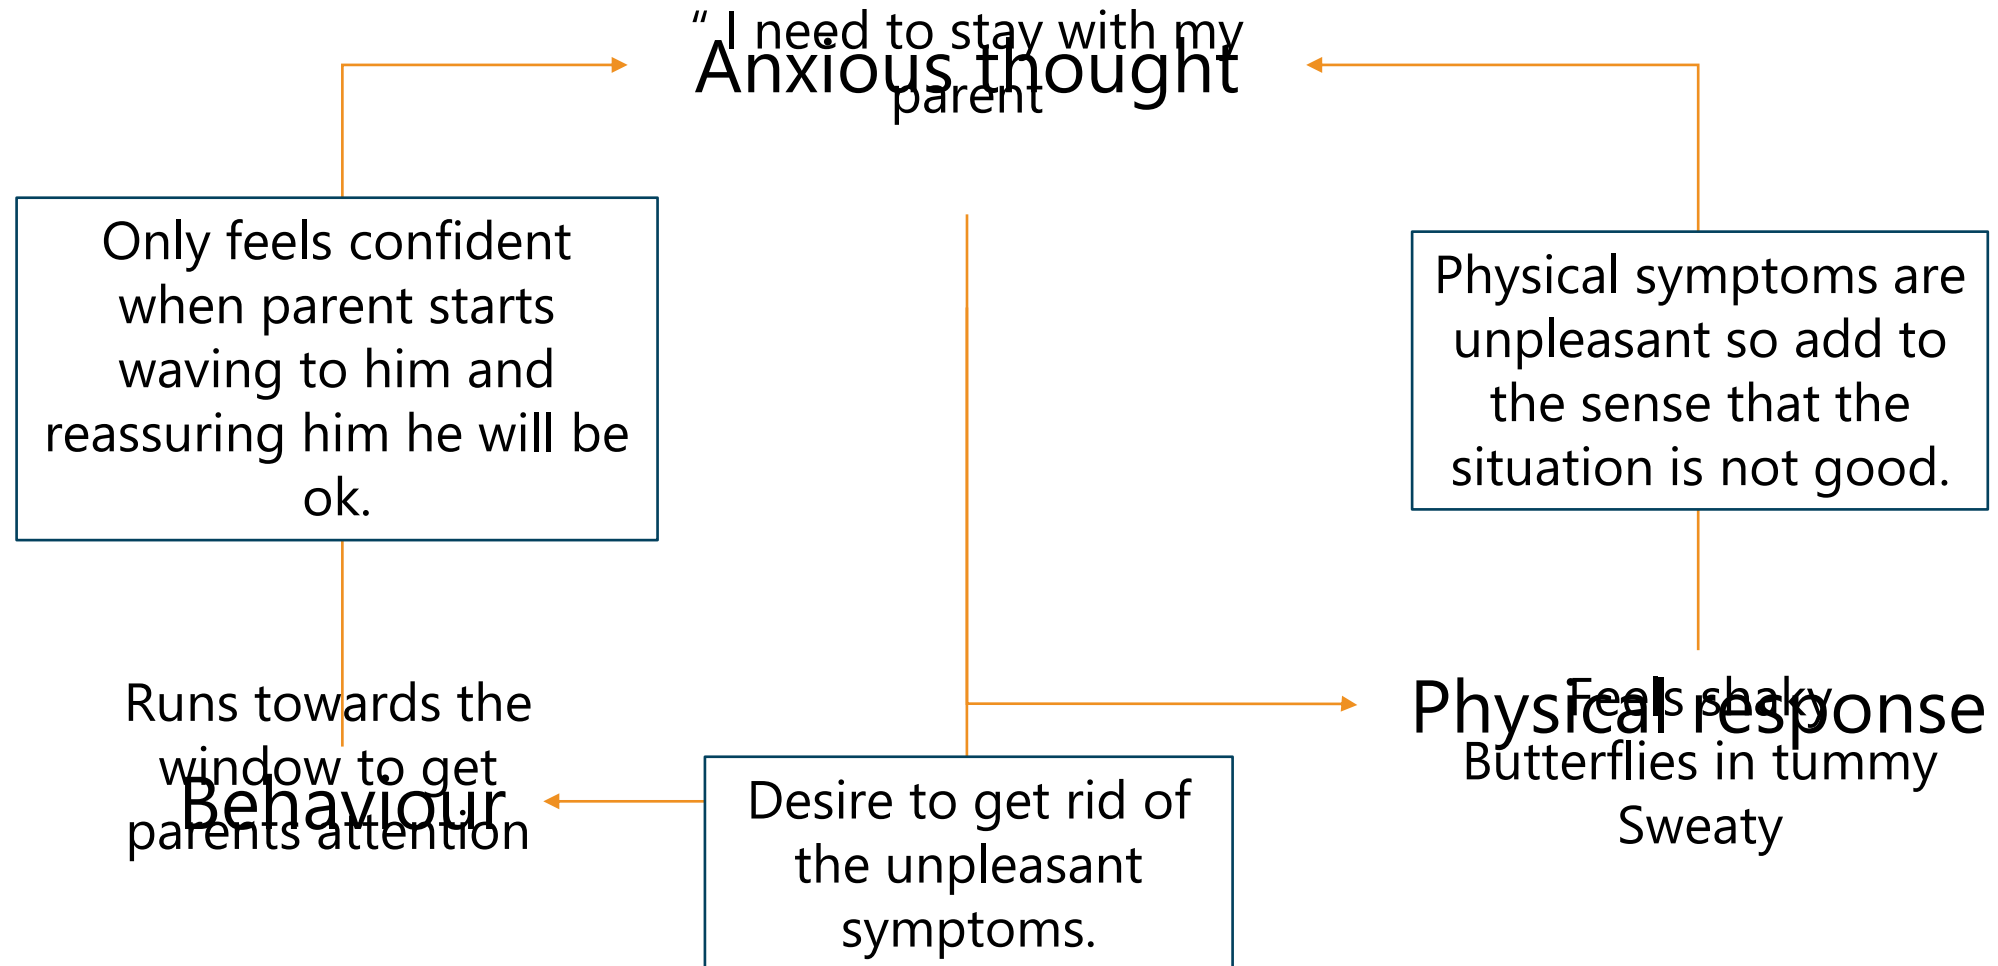 “ I need to stay with my
parent
Anxious thought
Only feels confident
when parent starts
waving to him and
reassuring him he will be
ok.
Physical symptoms are
unpleasant so add to
the sense that the
situation is not good.
Runs towards the
window to get
parents attention
Behaviour
Desire to get rid of
the unpleasant
symptoms.
Physical response
Feels shaky
Butterflies in tummy
Sweaty